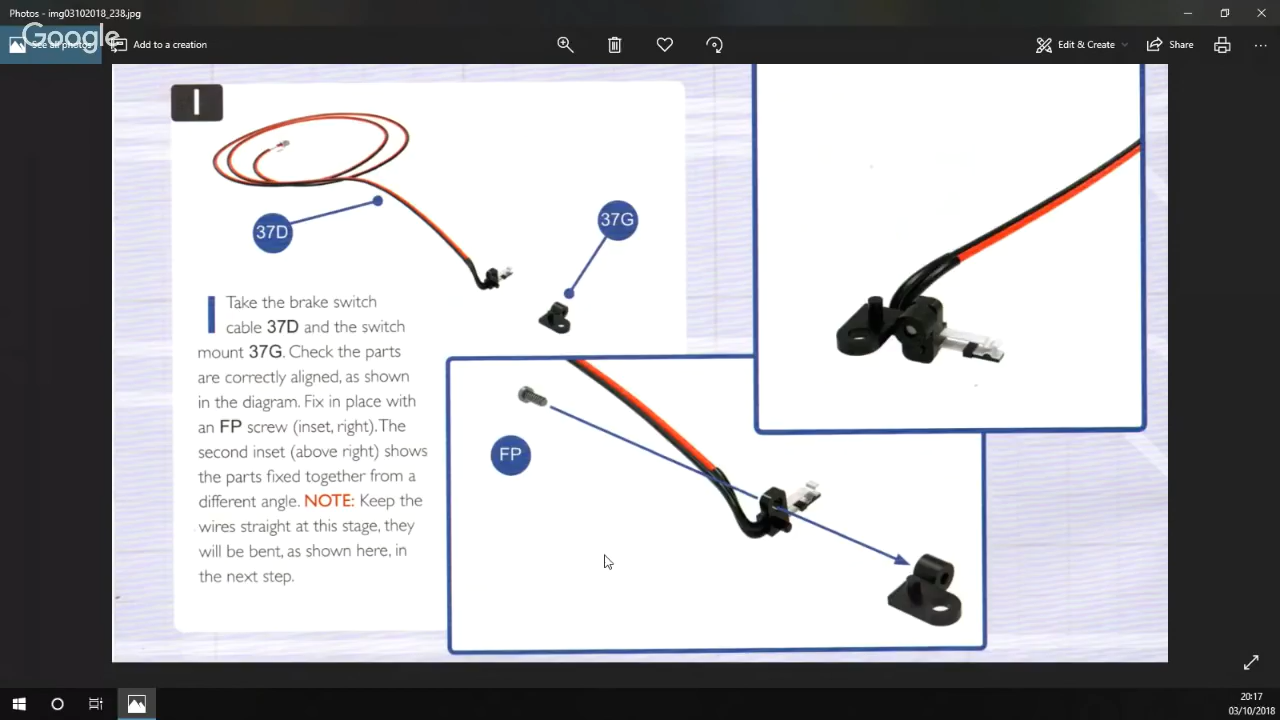 Photos - img03102018_238.jpg
Google
See all photos
Add to a creation
Edit & Create
Share
1
37D
37G
1 Take the brake switch
cable 37D and the switch
mount 37G. Check the parts
are correctly aligned, as shown
in the diagram. Fix in place with
an FP screw (inset, right). The
second inset (above right) shows
the parts fixed together from a
different angle. NOTE: Keep the
wires straight at this stage, they
will be bent, as shown here, in
the next step.
FP
20:17
03/10/2018